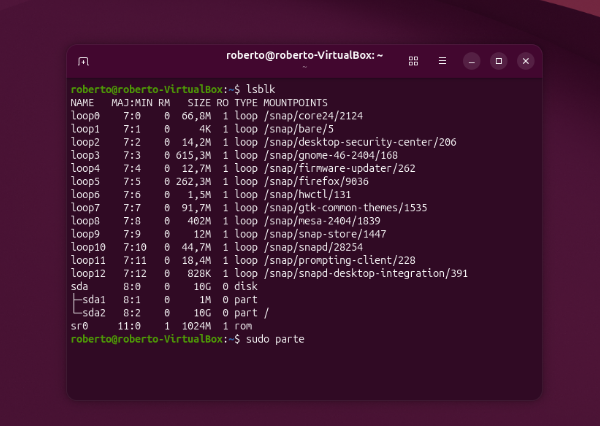 roberto@roberto-VirtualBox: ~
~
roberto@roberto-VirtualBox:~$ lsblk
NAME   MAJ:MIN RM   SIZE RO TYPE MOUNTPOINTS
loop0    7:0    0  66,8M  1 loop /snap/core24/2124
loop1    7:1    0     4K  1 loop /snap/bare/5
loop2    7:2    0  14,2M  1 loop /snap/desktop-security-center/206
loop3    7:3    0 615,3M  1 loop /snap/gnome-46-2404/168
loop4    7:4    0  12,7M  1 loop /snap/firmware-updater/262
loop5    7:5    0 262,3M  1 loop /snap/firefox/9036
loop6    7:6    0   1,5M  1 loop /snap/hwctl/131
loop7    7:7    0  91,7M  1 loop /snap/gtk-common-themes/1535
loop8    7:8    0   402M  1 loop /snap/mesa-2404/1839
loop9    7:9    0    12M  1 loop /snap/snap-store/1447
loop10   7:10   0  44,7M  1 loop /snap/snapd/28254
loop11   7:11   0  18,4M  1 loop /snap/prompting-client/228
loop12   7:12   0   828K  1 loop /snap/snapd-desktop-integration/391
sda      8:0    0    10G  0 disk
├─sda1   8:1    0     1M  0 part
└─sda2   8:2    0    10G  0 part /
sr0     11:0    1  1024M  1 rom
roberto@roberto-VirtualBox:~$ sudo parte